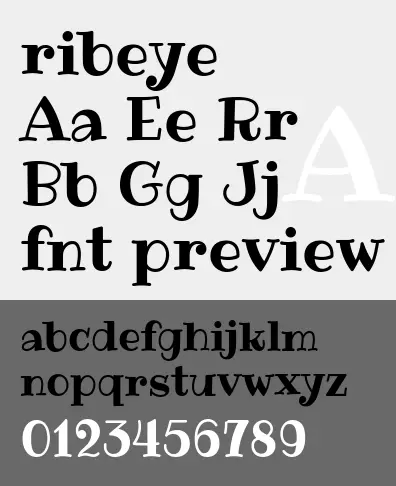 ribeye
Aa Ee Rr
A
Bb Gg Jj
fnt preview
abcdefghijklm
nopqrstuvwxyz
0123456789